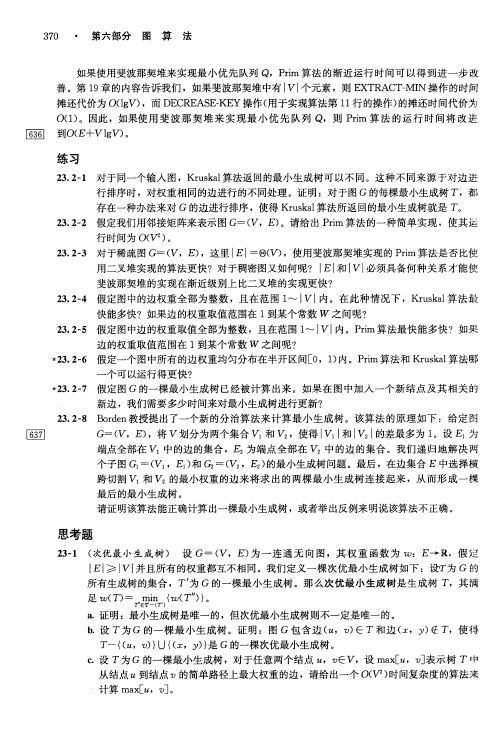 370 · 第六部分 图 算 法
如果使用斐波那契堆来实现最小优先队列 Q，Prim 算法的渐近运行时间可以得到进一步改
善。第 19 章的内容告诉我们，如果斐波那契堆中有|V|个元素，则 EXTRACT-MIN 操作的时间
摊还代价为 O(lgV)，而 DECREASE-KEY 操作(用于实现算法第 11 行的操作)的摊还时间代价为
O(1)。因此，如果使用斐波那契堆来实现最小优先队列 Q，则 Prim 算法的运行时间将改进
636 到O(E+V lgV)。
练习
23.2-1 对于同一个输入图，Kruskal 算法返回的最小生成树可以不同。这种不同来源于对边进
行排序时，对权重相同的边进行的不同处理。证明：对于图 G 的每棵最小生成树 T，都
存在一种办法来对 G 的边进行排序，使得 Kruskal 算法所返回的最小生成树就是 T。
23.2-2 假定我们用邻接矩阵来表示图 G=(V，E)。请给出 Prim 算法的一种简单实现，使其运
行时间为 O(V²)。
23.2-3 对于稀疏图 G=(V，E)，这里|E|=Θ(V)，使用斐波那契堆实现的 Prim 算法是否比使
用二叉堆实现的算法更快？对于稠密图又如何呢？|E|和|V|必须具备何种关系才能使
斐波那契堆的实现在渐近级别上比二叉堆的实现更快？
23.2-4 假定图中的边权重全部为整数，且在范围 1～|V|内。在此种情况下，Kruskal 算法最
快能多快？如果边的权重取值范围在 1 到某个常数 W 之间呢？
23.2-5 假定图中边的权重取值全部为整数，且在范围 1～|V|内。Prim 算法最快能多快？如果
边的权重取值范围在 1 到某个常数 W 之间呢？
*23.2-6 假定一个图中所有的边权重均匀分布在半开区间[0，1)内。Prim 算法和 Kruskal 算法哪
一个可以运行得更快？
*23.2-7 假定图 G 的一棵最小生成树已经被计算出来。如果在图中加入一个新结点及其相关的
新边，我们需要多少时间来对最小生成树进行更新？
23.2-8 Borden 教授提出了一个新的分治算法来计算最小生成树。该算法的原理如下：给定图
637 G=(V，E)，将 V 划分为两个集合 V₁ 和 V₂，使得|V₁|和|V₂|的差最多为 1。设 E₁ 为
端点全部在 V₁ 中的边的集合，E₂ 为端点全部在 V₂ 中的边的集合。我们递归地解决两
个子图 G₁=(V₁，E₁)和 G₂=(V₂，E₂)的最小生成树问题。最后，在边集合 E 中选择横
跨切割 V₁ 和 V₂ 的最小权重的边来将求出的两棵最小生成树连接起来，从而形成一棵
最后的最小生成树。
请证明该算法能正确计算出一棵最小生成树，或者举出反例来明说该算法不正确。
思考题
23-1 （次优最小生成树） 设 G=(V，E)为一连通无向图，其权重函数为 w：E→R，假定
|E|≥|V|并且所有的权重都互不相同。我们定义一棵次优最小生成树如下：设𝒯为 G 的
所有生成树的集合，T′为 G 的一棵最小生成树。那么次优最小生成树是生成树 T，其满
足 w(T)= min_{T″∈𝒯-{T′}} {w(T″)}。
a. 证明：最小生成树是唯一的，但次优最小生成树则不一定是唯一的。
b. 设 T 为 G 的一棵最小生成树。证明：图 G 包含边(u，v)∈T 和边(x，y)∉T，使得
T-{(u，v)}∪{(x，y)}是 G 的一棵次优最小生成树。
c. 设 T 为G 的一棵最小生成树，对于任意两个结点 u，v∈V，设 max[u，v]表示树 T 中
从结点 u 到结点 v 的简单路径上最大权重的边，请给出一个 O(V²)时间复杂度的算法来
计算 max[u，v]。